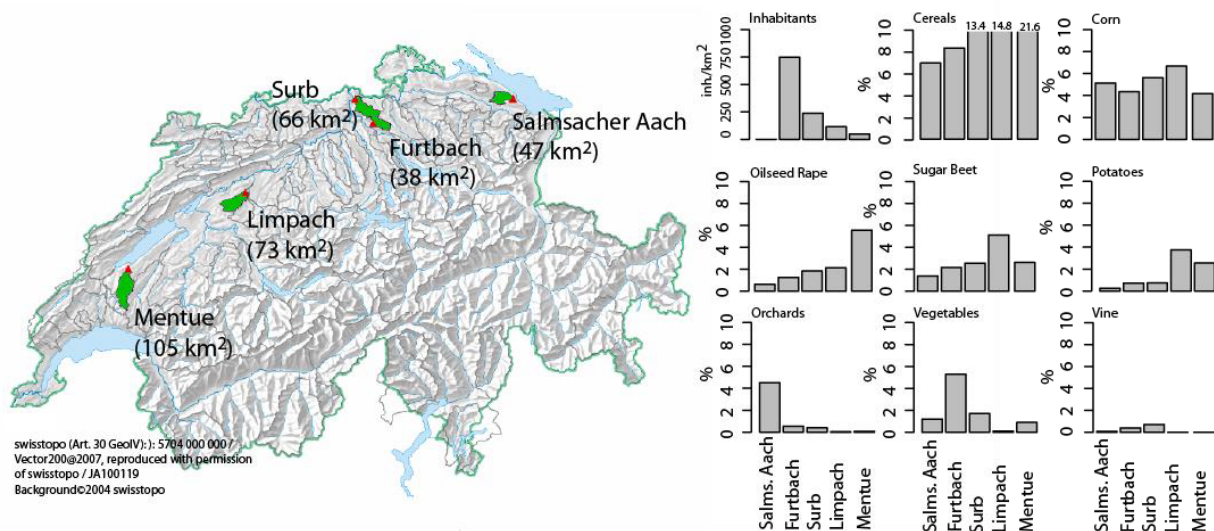 Surb
(66 km²)
Furtbach
(38 km²)
Salmsacher Aach
(47 km²)
Limpach
(73 km²)
Mentue
(105 km²)
swisstopo (Art. 30 GeoIV):): 5704 000 000 /
Vector200@2007, reproduced with permission
of swisstopo / JA100119
Background©2004 swisstopo
Inhabitants
inh./km²
0 250 500 750 1000
Cereals
13.4 14.8 21.6
%
0 2 4 6 8 10
Corn
%
0 2 4 6 8 10
Oilseed Rape
%
0 2 4 6 8 10
Sugar Beet
%
%
0 2 4 6 8 10
Potatoes
%
0 2 4 6 8 10
Orchards
%
0 2 4 6 8 10
Salms. Aach
Furtbach
Surb
Limpach
Mentue
Vegetables
%
0 2 4 6 8 10
Salms. Aach
Furtbach
Surb
Limpach
Mentue
Vine
%
0 2 4 6 8 10
Salms. Aach
Furtbach
Surb
Limpach
Mentue